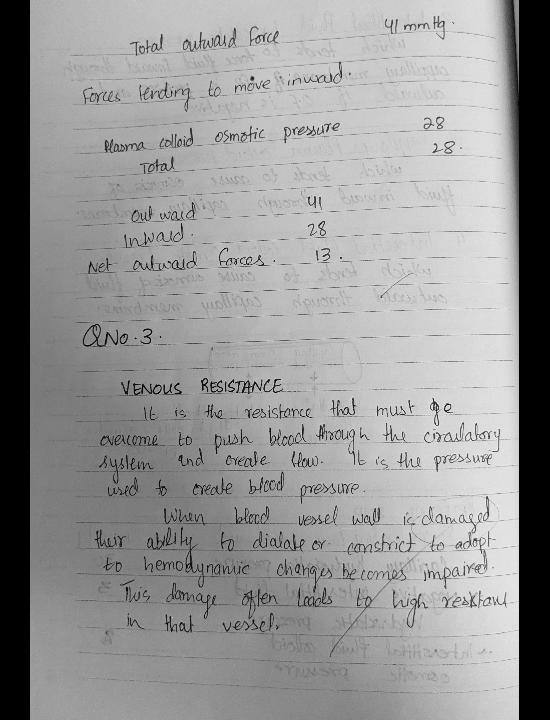 Total outward force 41 mmHg.
Forces tending to move inward.
Plasma colloid osmotic pressure 28
Total 28.
Outward 41
Inward. 28
Net outward forces. 13.
QNo.3.
VENOUS RESISTANCE
It is the resistance that must be
overcome to push blood through the circulatory
system and create flow. It is the pressure
used to create blood pressure.
When blood vessel wall is damaged
their ability to dialate or constrict to adopt
to hemodynamic changes becomes impaired.
This damage often leads to high resistant
in that vessel.